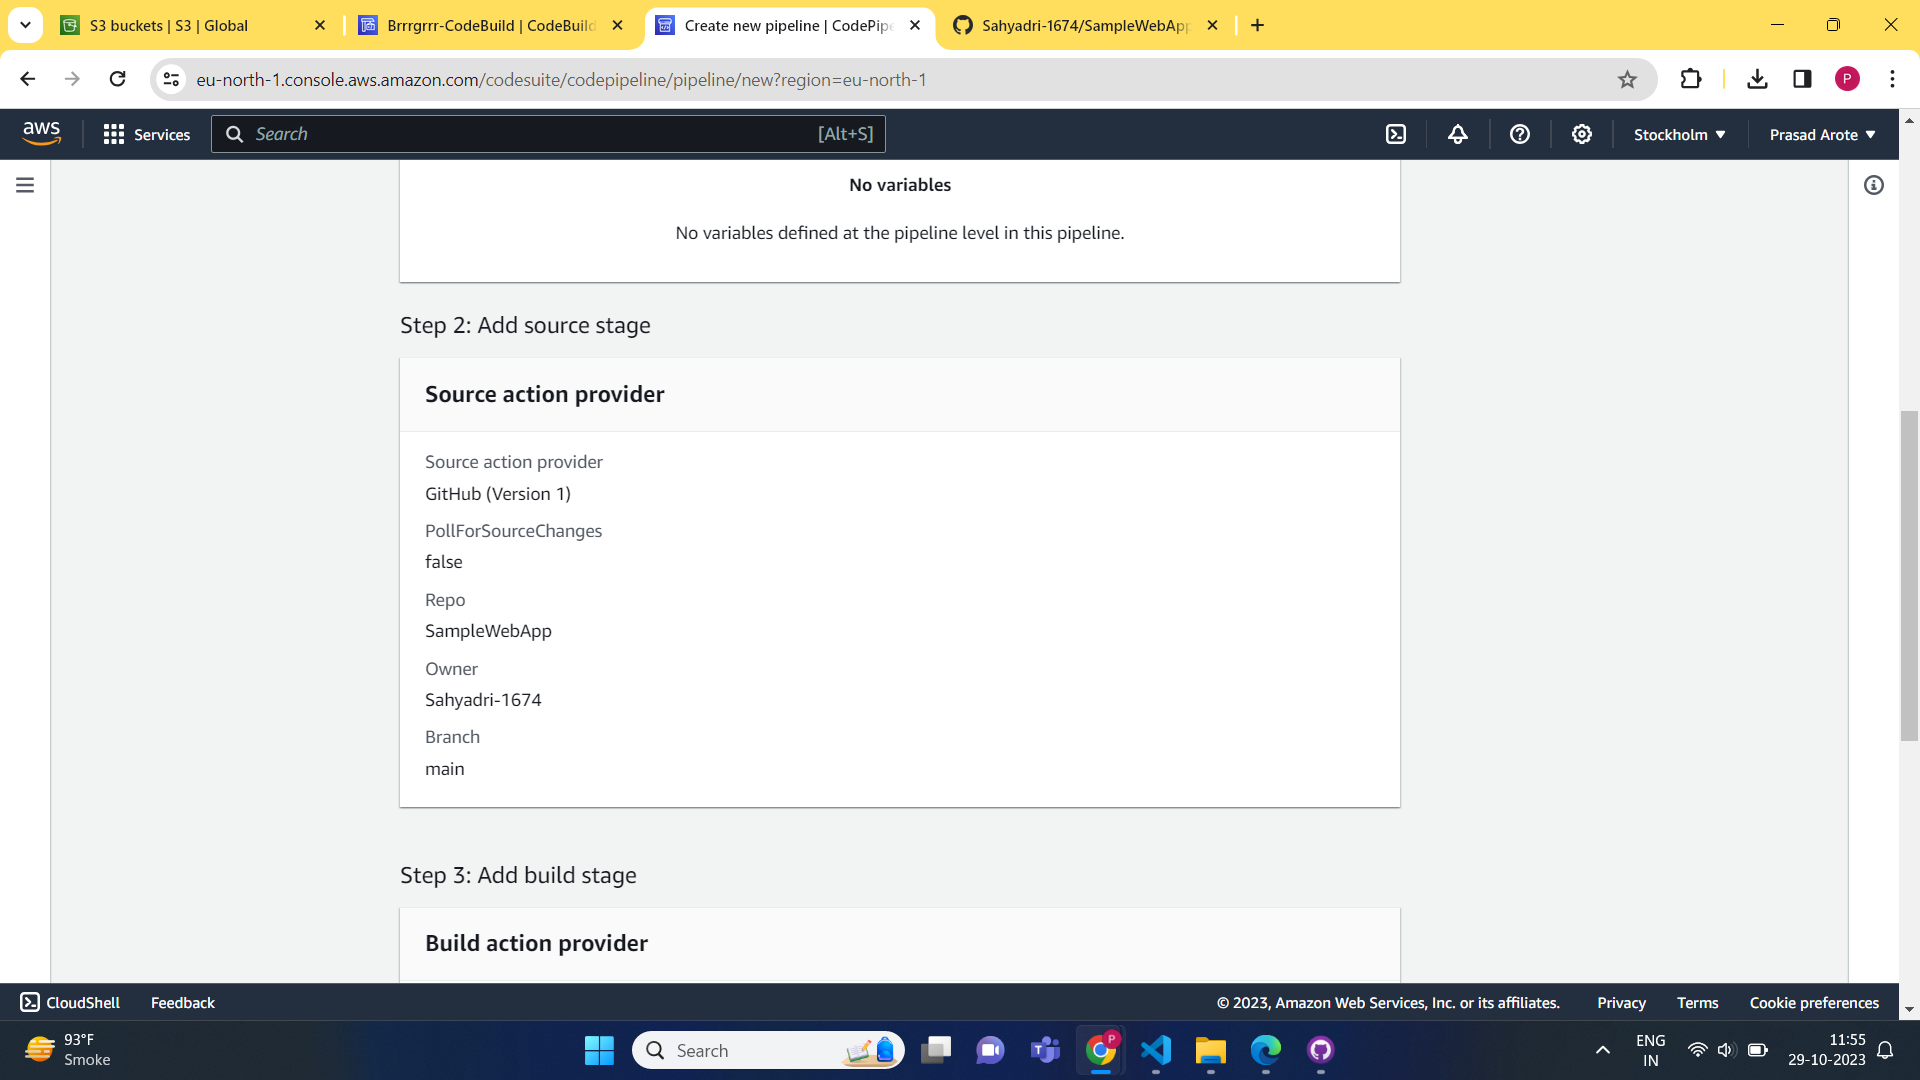 S3 buckets | S3 | Global
Brrrgrrr-CodeBuild | CodeBuild
Create new pipeline | CodePipe
Sahyadri-1674/SampleWebApp
eu-north-1.console.aws.amazon.com/codesuite/codepipeline/pipeline/new?region=eu-north-1
P
aws
Services
Search
[Alt+S]
Stockholm
Prasad Arote
No variables
No variables defined at the pipeline level in this pipeline.
Step 2: Add source stage
Source action provider
Source action provider
GitHub (Version 1)
PollForSourceChanges
false
Repo
SampleWebApp
Owner
Sahyadri-1674
Branch
main
Step 3: Add build stage
Build action provider
CloudShell
Feedback
© 2023, Amazon Web Services, Inc. or its affiliates.
Privacy
Terms
Cookie preferences
93°F
Smoke
Search
P
ENG
IN
11:55
29-10-2023